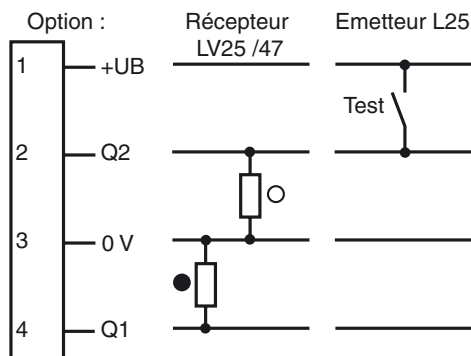 Option :
Récepteur
LV25 /47
Emetteur L25
1 +UB
Test
2 Q2
3 0 V
4 Q1